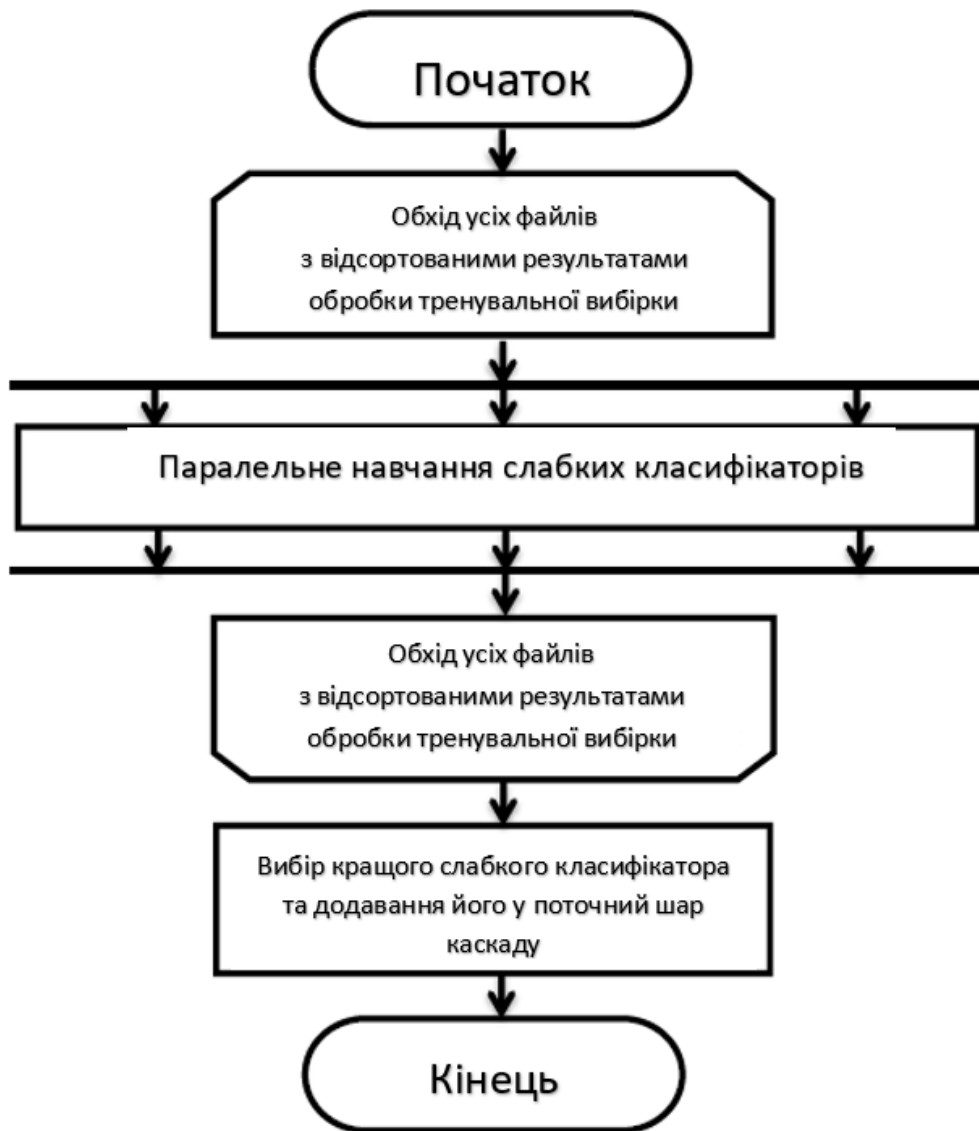 Початок
Обхід усіх файлів
з відсортованими результатами
обробки тренувальної вибірки
Паралельне навчання слабких класифікаторів
Обхід усіх файлів
з відсортованими результатами
обробки тренувальної вибірки
Вибір кращого слабкого класифікатора
та додавання його у поточний шар
каскаду
Кінець